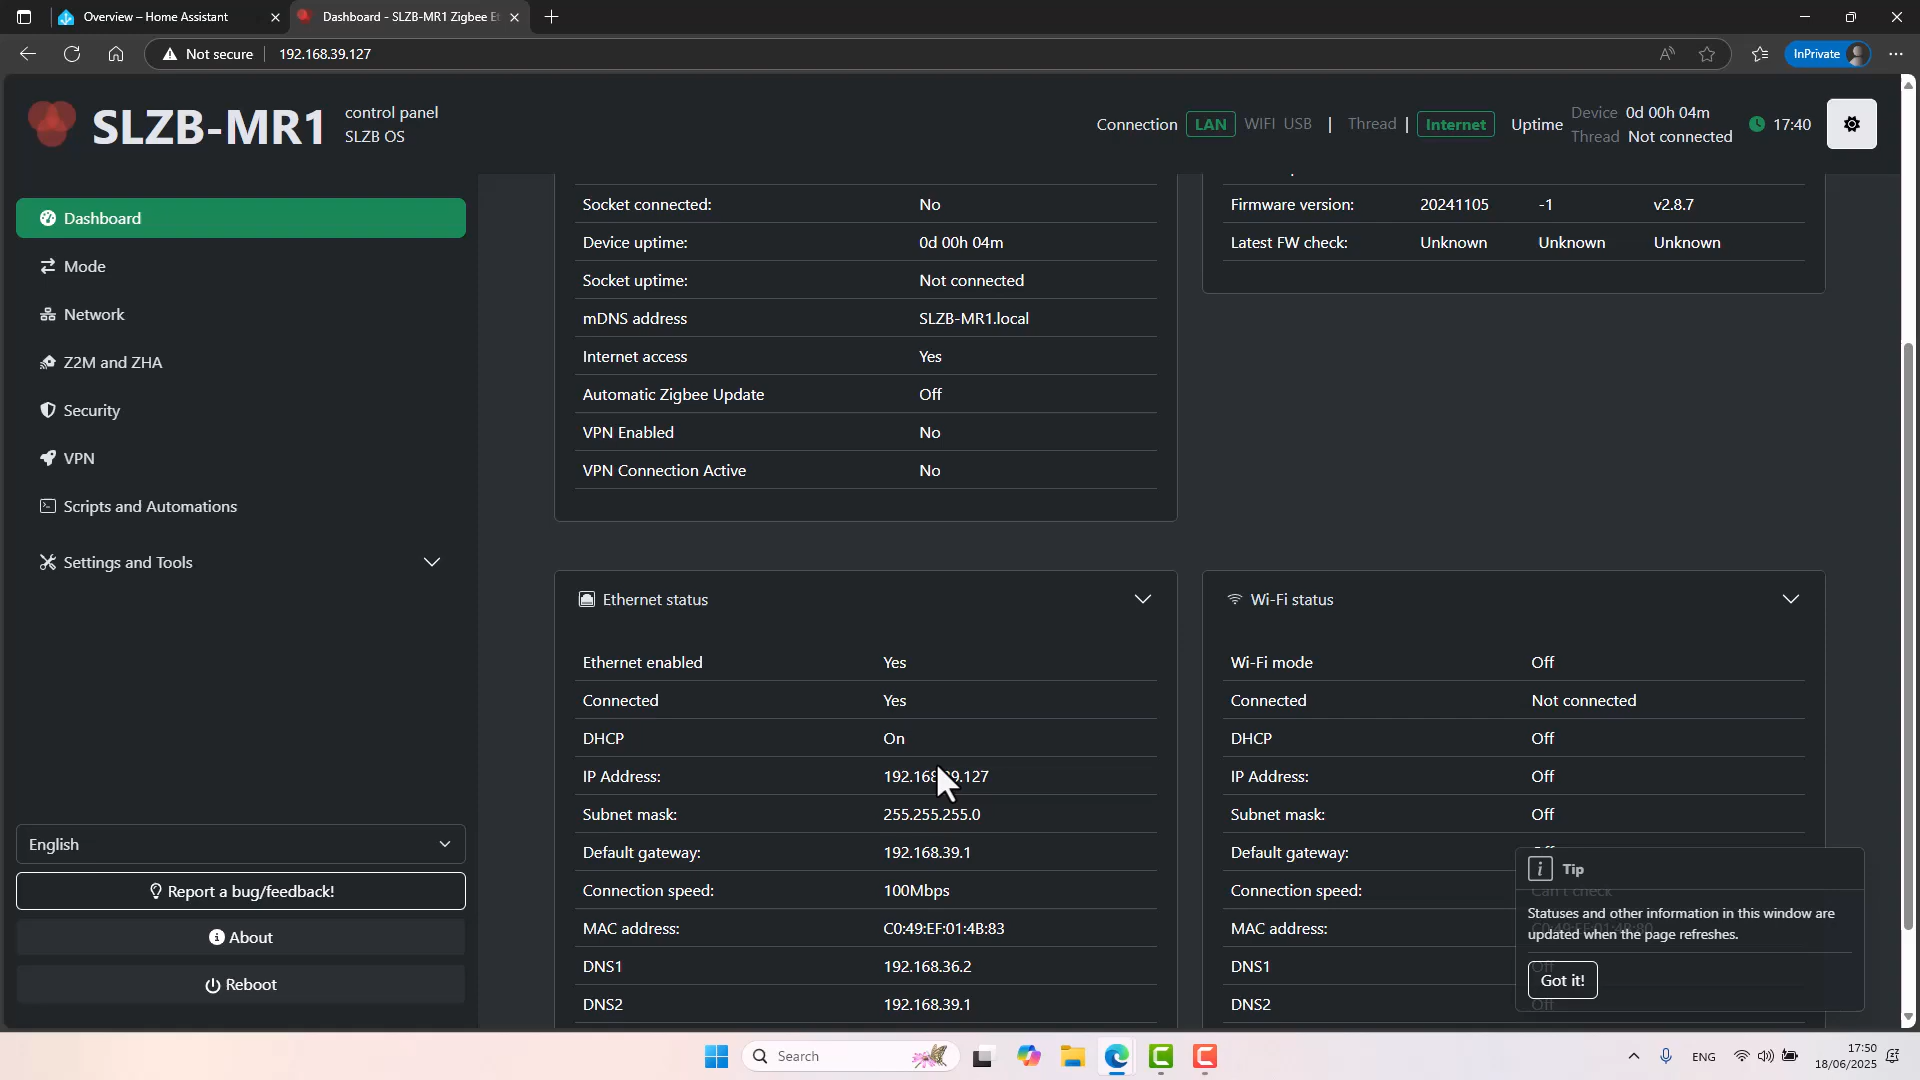 Overview – Home Assistant
Dashboard - SLZB-MR1 Zigbee Et
Not secure
192.168.39.127
InPrivate
SLZB-MR1
control panel
SLZB OS
Connection LAN WIFI USB | Thread | Internet Uptime
Device 0d 00h 04m
Thread Not connected
17:40
Dashboard
Mode
Network
Z2M and ZHA
Security
VPN
Scripts and Automations
Settings and Tools
English
Report a bug/feedback!
About
Reboot
Socket connected: No
Device uptime: 0d 00h 04m
Socket uptime: Not connected
mDNS address SLZB-MR1.local
Internet access Yes
Automatic Zigbee Update Off
VPN Enabled No
VPN Connection Active No
Firmware version: 20241105 -1 v2.8.7
Latest FW check: Unknown Unknown Unknown
Ethernet status
Ethernet enabled Yes
Connected Yes
DHCP On
IP Address: 192.168.39.127
Subnet mask: 255.255.255.0
Default gateway: 192.168.39.1
Connection speed: 100Mbps
MAC address: C0:49:EF:01:4B:83
DNS1 192.168.36.2
DNS2 192.168.39.1
Wi-Fi status
Wi-Fi mode Off
Connected Not connected
DHCP Off
IP Address: Off
Subnet mask: Off
Default gateway: Off
Connection speed: Can't check
MAC address:
DNS1 Off
DNS2 Off
Tip
Statuses and other information in this window are
updated when the page refreshes.
Got it!
Search
ENG
17:50
18/06/2025